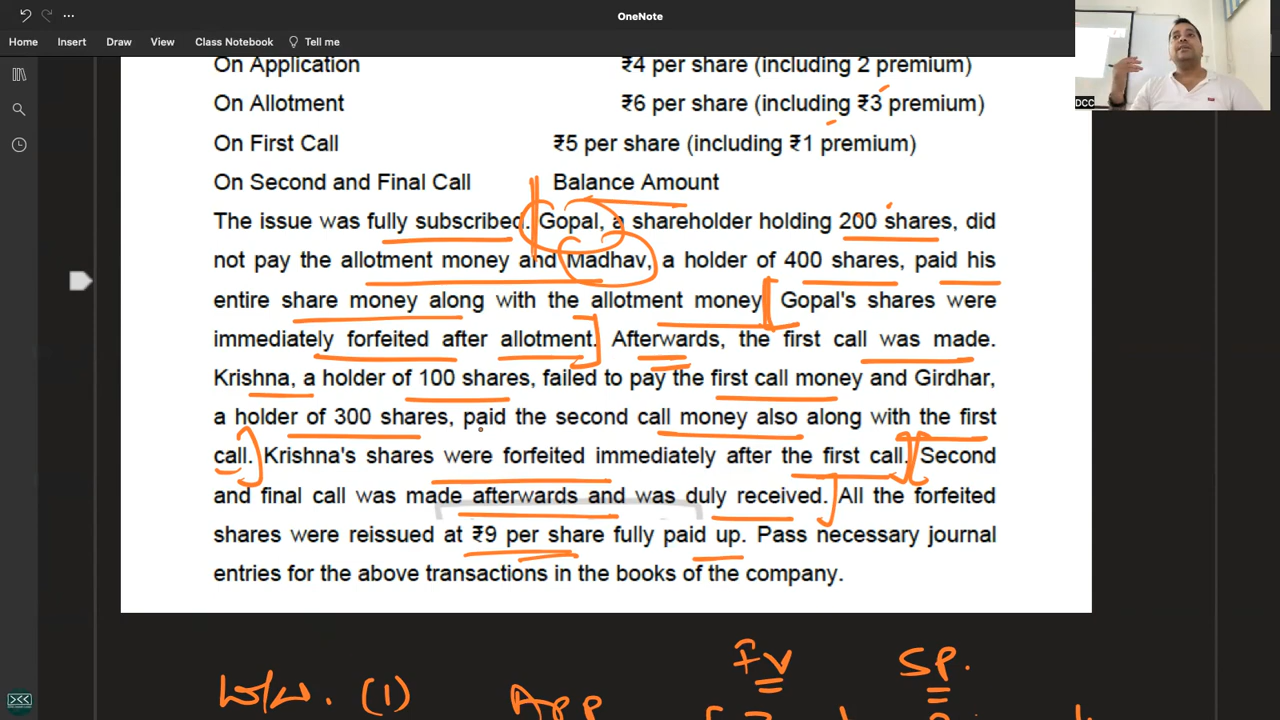 OneNote
Home Insert Draw View Class Notebook Tell me
DCC
On Application ₹4 per share (including 2 premium)
On Allotment ₹6 per share (including ₹3 premium)
On First Call ₹5 per share (including ₹1 premium)
On Second and Final Call Balance Amount
The issue was fully subscribed. Gopal, a shareholder holding 200 shares, did
not pay the allotment money and Madhav, a holder of 400 shares, paid his
entire share money along with the allotment money. Gopal's shares were
immediately forfeited after allotment. Afterwards, the first call was made.
Krishna, a holder of 100 shares, failed to pay the first call money and Girdhar,
a holder of 300 shares, paid the second call money also along with the first
call. Krishna's shares were forfeited immediately after the first call. Second
and final call was made afterwards and was duly received. All the forfeited
shares were reissued at ₹9 per share fully paid up. Pass necessary journal
entries for the above transactions in the books of the company.
FV SP.
W/N. (1) App